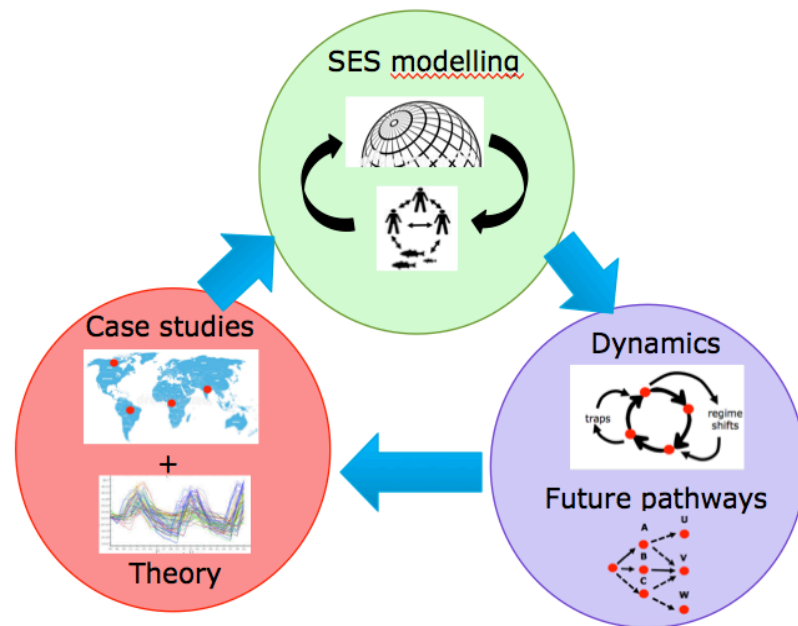 SES modelling
Case studies
+
Theory
Dynamics
traps
regime
shifts
Future pathways
A
U
B
V
C
W